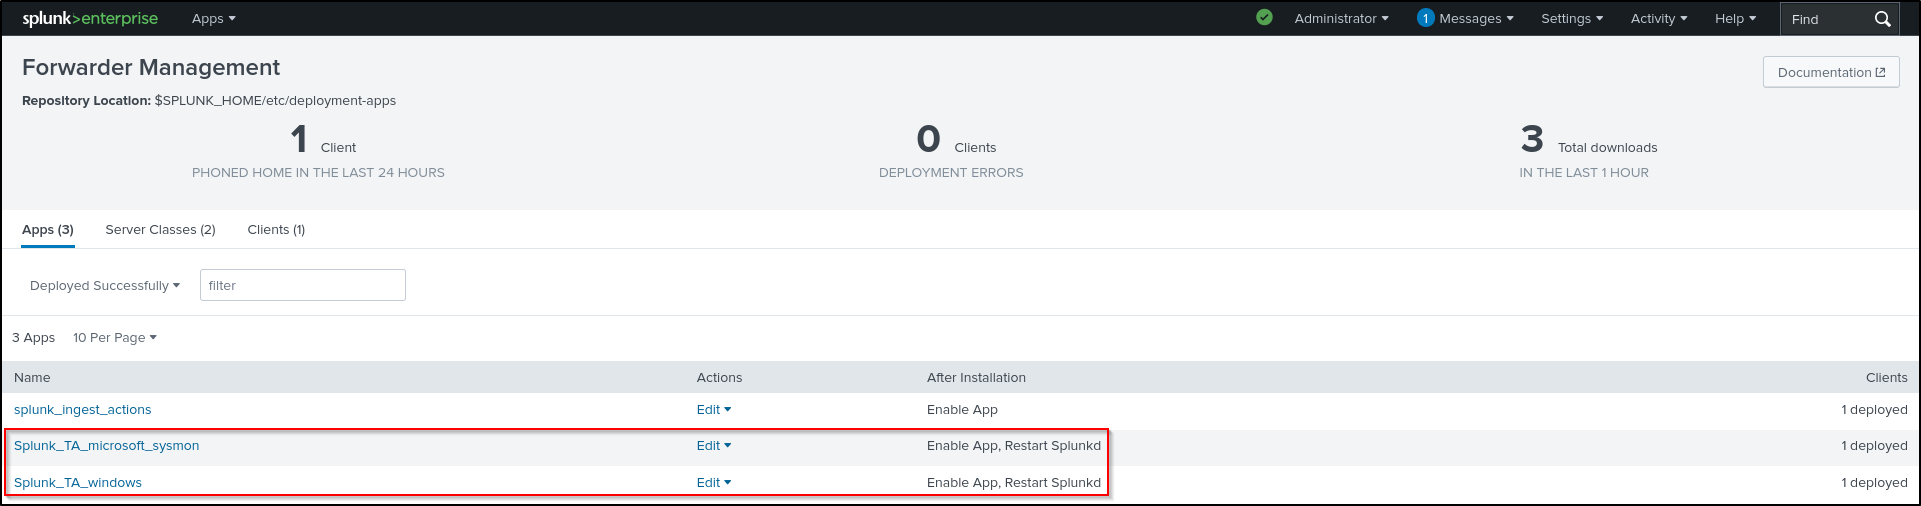 splunk>enterprise Apps Administrator 1 Messages Settings Activity Help Find
Forwarder Management
Documentation
Repository Location: $SPLUNK_HOME/etc/deployment-apps
1 Client 0 Clients 3 Total downloads
PHONED HOME IN THE LAST 24 HOURS DEPLOYMENT ERRORS IN THE LAST 1 HOUR
Apps (3) Server Classes (2) Clients (1)
Deployed Successfully filter
3 Apps 10 Per Page
Name Actions After Installation Clients
splunk_ingest_actions Edit Enable App 1 deployed
Splunk_TA_microsoft_sysmon Edit Enable App, Restart Splunkd 1 deployed
Splunk_TA_windows Edit Enable App, Restart Splunkd 1 deployed